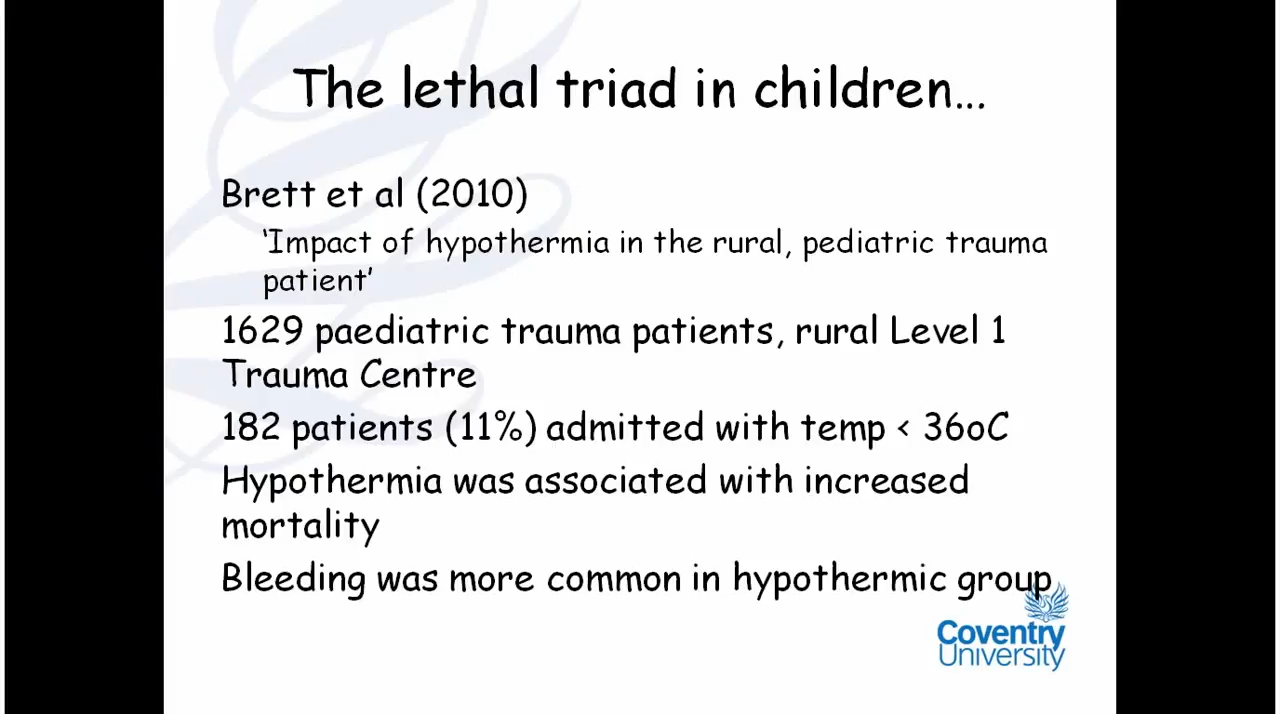 The lethal triad in children...
Brett et al (2010)
'Impact of hypothermia in the rural, pediatric trauma
patient'
1629 paediatric trauma patients, rural Level 1
Trauma Centre
182 patients (11%) admitted with temp < 36oC
Hypothermia was associated with increased
mortality
Bleeding was more common in hypothermic group
Coventry
University